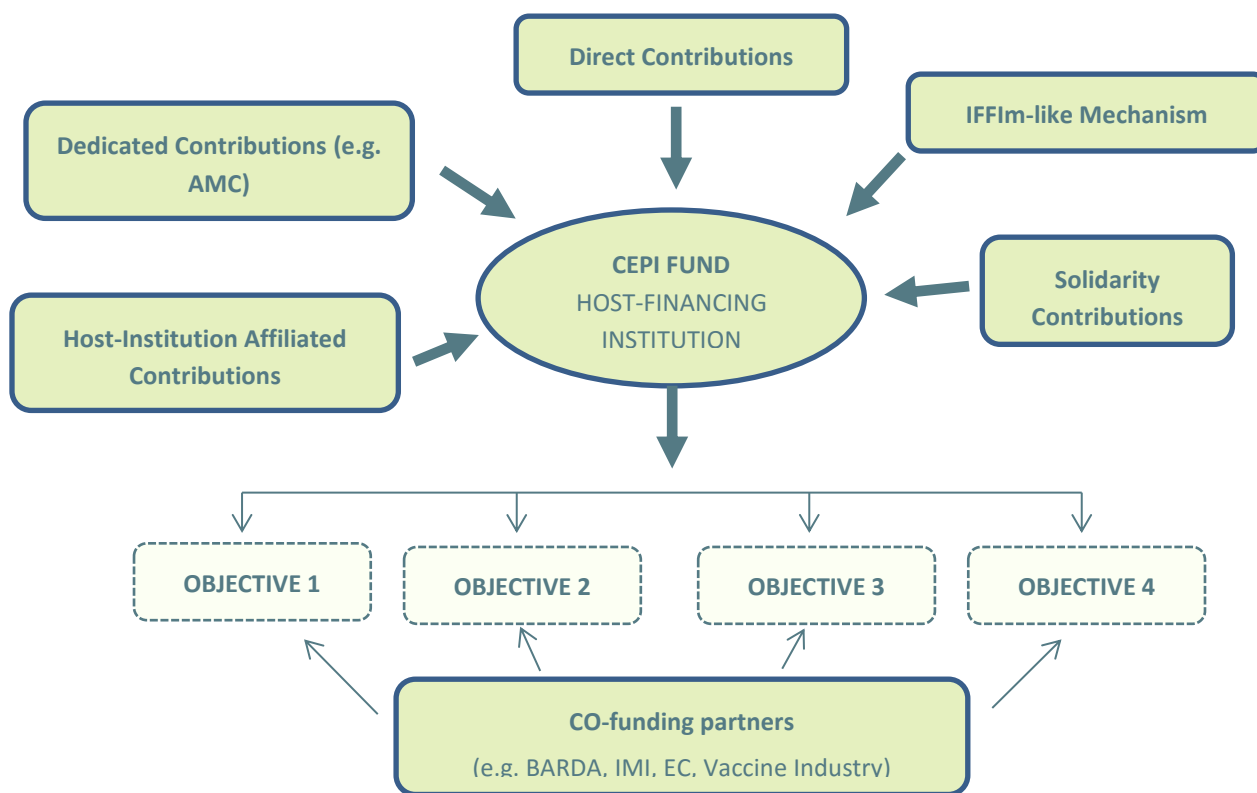 Direct Contributions
IFFIm-like Mechanism
Dedicated Contributions (e.g.
AMC)
CEPI FUND
HOST-FINANCING
INSTITUTION
Solidarity
Contributions
Host-Institution Affiliated
Contributions
OBJECTIVE 1
OBJECTIVE 2
OBJECTIVE 3
OBJECTIVE 4
CO-funding partners
(e.g. BARDA, IMI, EC, Vaccine Industry)